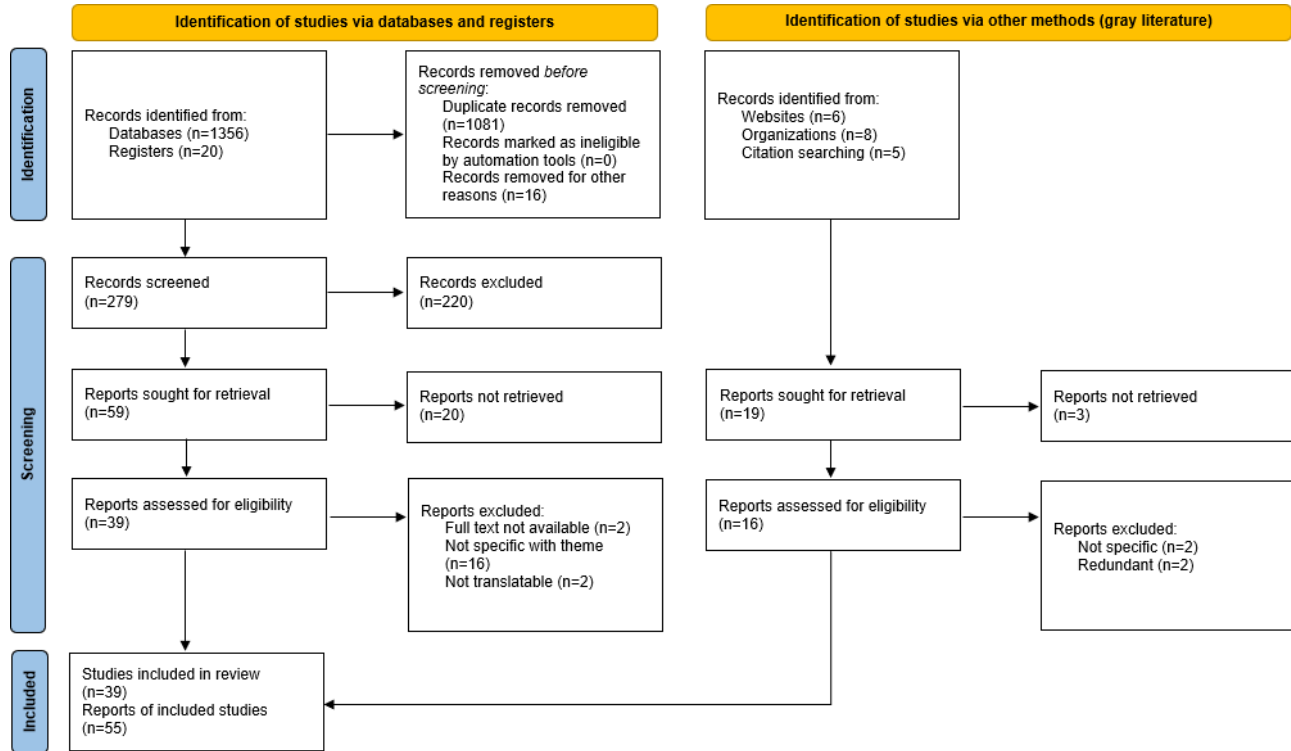 Identification of studies via databases and registers
Identification of studies via other methods (gray literature)
Identification
Records identified from:
Databases (n=1356)
Registers (n=20)
Records removed before
screening:
Duplicate records removed
(n=1081)
Records marked as ineligible
by automation tools (n=0)
Records removed for other
reasons (n=16)
Records identified from:
Websites (n=6)
Organizations (n=8)
Citation searching (n=5)
Screening
Records screened
(n=279)
Records excluded
(n=220)
Reports sought for retrieval
(n=59)
Reports not retrieved
(n=20)
Reports sought for retrieval
(n=19)
Reports not retrieved
(n=3)
Reports assessed for eligibility
(n=39)
Reports excluded:
Full text not available (n=2)
Not specific with theme
(n=16)
Not translatable (n=2)
Reports assessed for eligibility
(n=16)
Reports excluded:
Not specific (n=2)
Redundant (n=2)
Included
Studies included in review
(n=39)
Reports of included studies
(n=55)